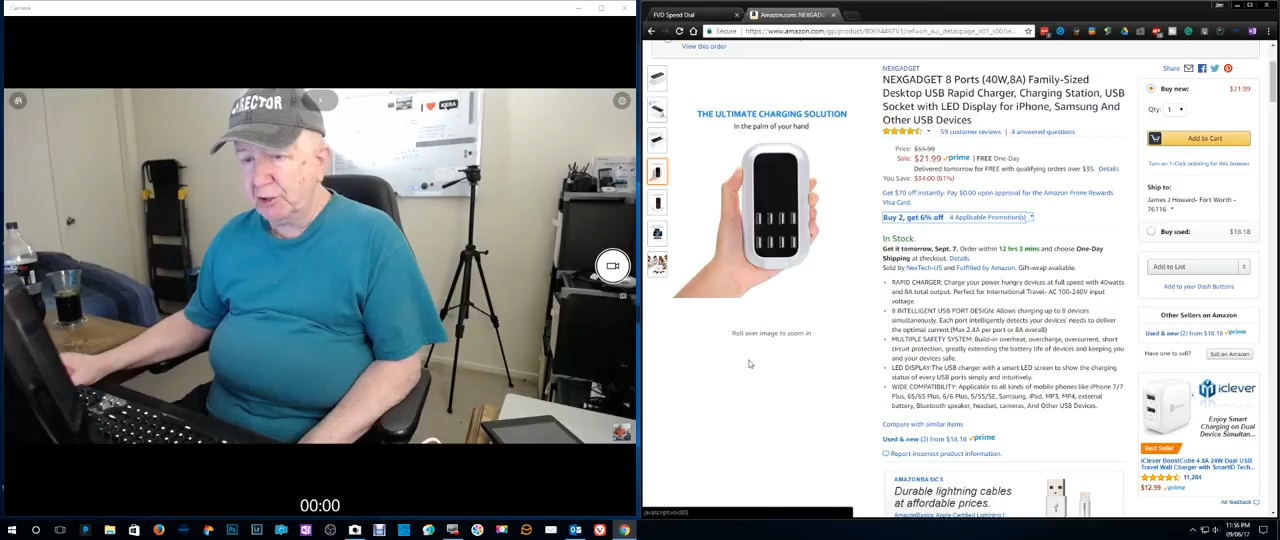 Camera
RECTOR
KERA
00:00
Jim
FVD Speed Dial
Amazon.com: NEXGADG
Secure
https://www.amazon.com/gp/product/B06Y44KFV1/ref=oh_aui_detailpage_o01_s00?ie...
View this order
Share
NEXGADGET
NEXGADGET 8 Ports (40W,8A) Family-Sized
Desktop USB Rapid Charger, Charging Station, USB
Socket with LED Display for iPhone, Samsung And
Other USB Devices
59 customer reviews | 4 answered questions
Price: $55.99
Sale: $21.99 prime | FREE One-Day
Delivered tomorrow for FREE with qualifying orders over $35. Details
You Save: $34.00 (61%)
Get $70 off instantly: Pay $0.00 upon approval for the Amazon Prime Rewards
Visa Card.
Buy 2, get 6% off 4 Applicable Promotion(s)
In Stock.
Get it tomorrow, Sept. 7. Order within 12 hrs 3 mins and choose One-Day
Shipping at checkout. Details
Sold by NexTech-US and Fulfilled by Amazon. Gift-wrap available.
RAPID CHARGER: Charge your power hungry devices at full speed with 40watts
and 8A total output. Perfect for International Travel- AC 100-240V input
voltage.
8 INTELLIGENT USB PORT DESIGN: Allows charging up to 8 devices
simultaneously. Each port intelligently detects your devices' needs to deliver
the optimal current.(Max 2.4A per port or 8A overall)
MULTIPLE SAFETY SYSTEM: Build-in overheat, overcharge, overcurrent, short
circuit protection, greatly extending the battery life of devices and keeping you
and your devices safe.
LED DISPLAY:The USB charger with a smart LED screen to show the charging
status of every USB ports simply and intuitively.
WIDE COMPATIBILITY: Applicable to all kinds of mobile phones like iPhone 7/7
Plus, 6S/6S Plus, 6/6 Plus, 5/5S/SE, Samsung, iPad, MP3, MP4, external
battery, Bluetooth speaker, headset, cameras, And Other USB Devices.
Compare with similar items
Used & new (2) from $18.18 prime
Report incorrect product information.
THE ULTIMATE CHARGING SOLUTION
In the palm of your hand
Roll over image to zoom in
AMAZONBASICS
Durable lightning cables
at affordable prices.
AmazonBasics Apple Certified Lightning t
Buy new: $21.99
Qty: 1
Add to Cart
Turn on 1-Click ordering for this browser
Ship to:
James J Howard- Fort Worth -
76116
Buy used: $18.18
Add to List
Add to your Dash Buttons
Other Sellers on Amazon
Used & new (2) from $18.18 prime
Have one to sell? Sell on Amazon
iclever
Enjoy Smart
Charging on Dual
Device Simultan...
Best Seller
iClever BoostCube 4.8A 24W Dual USB
Travel Wall Charger with SmartID Tech...
11,284
$12.99 prime
Ad feedback
javascript:void(0)
11:56 PM
09/06/17